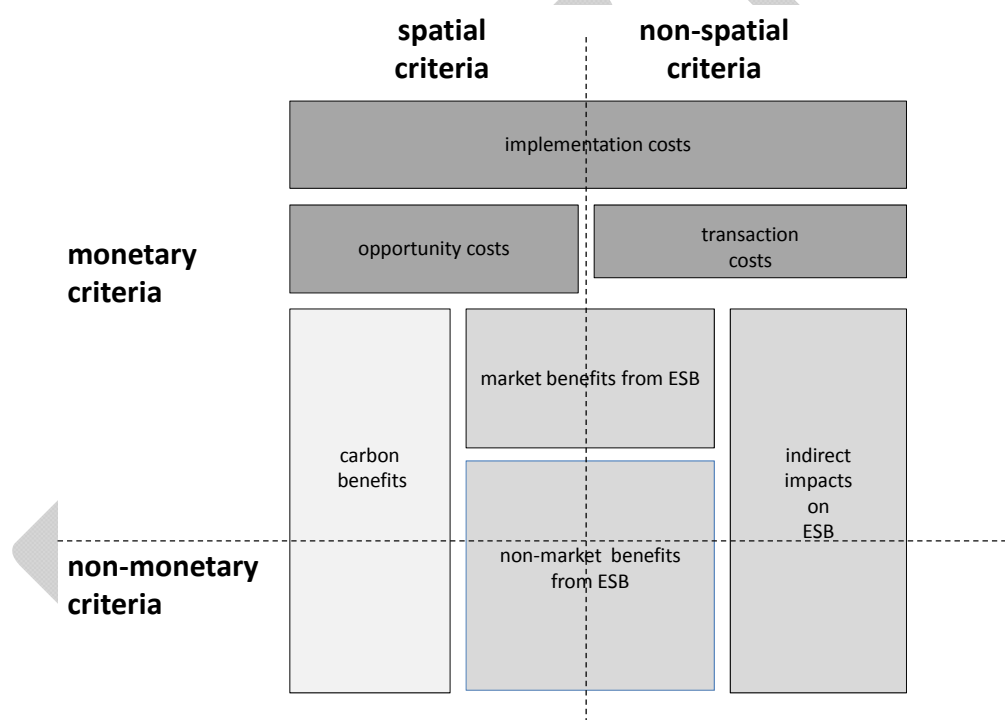 spatial
criteria
non-spatial
criteria
implementation costs
monetary
criteria
opportunity costs
transaction
costs
market benefits from ESB
carbon
benefits
indirect
impacts
on
ESB
non-monetary
criteria
non-market benefits
from ESB